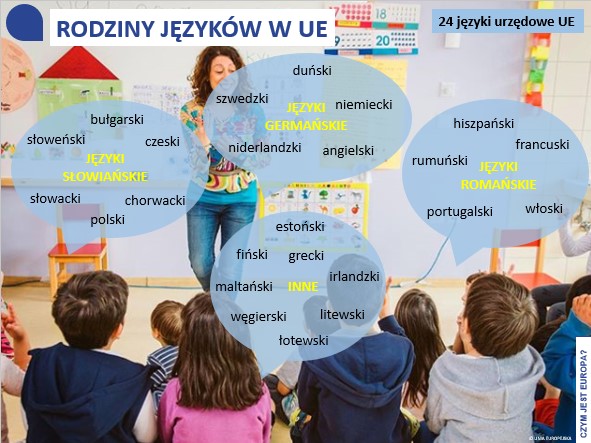 RODZINY JĘZYKÓW W UE
24 języki urzędowe UE
duński
szwedzki
niemiecki
JĘZYKI
GERMAŃSKIE
niderlandzki
angielski
bułgarski
słoweński
czeski
JĘZYKI
SŁOWIAŃSKIE
słowacki
chorwacki
polski
hiszpański
francuski
rumuński
JĘZYKI
ROMAŃSKIE
portugalski
włoski
estoński
fiński
grecki
irlandzki
maltański
INNE
węgierski
litewski
łotewski
CZYM JEST EUROPA?
© UNIA EUROPEJSKA
19
20